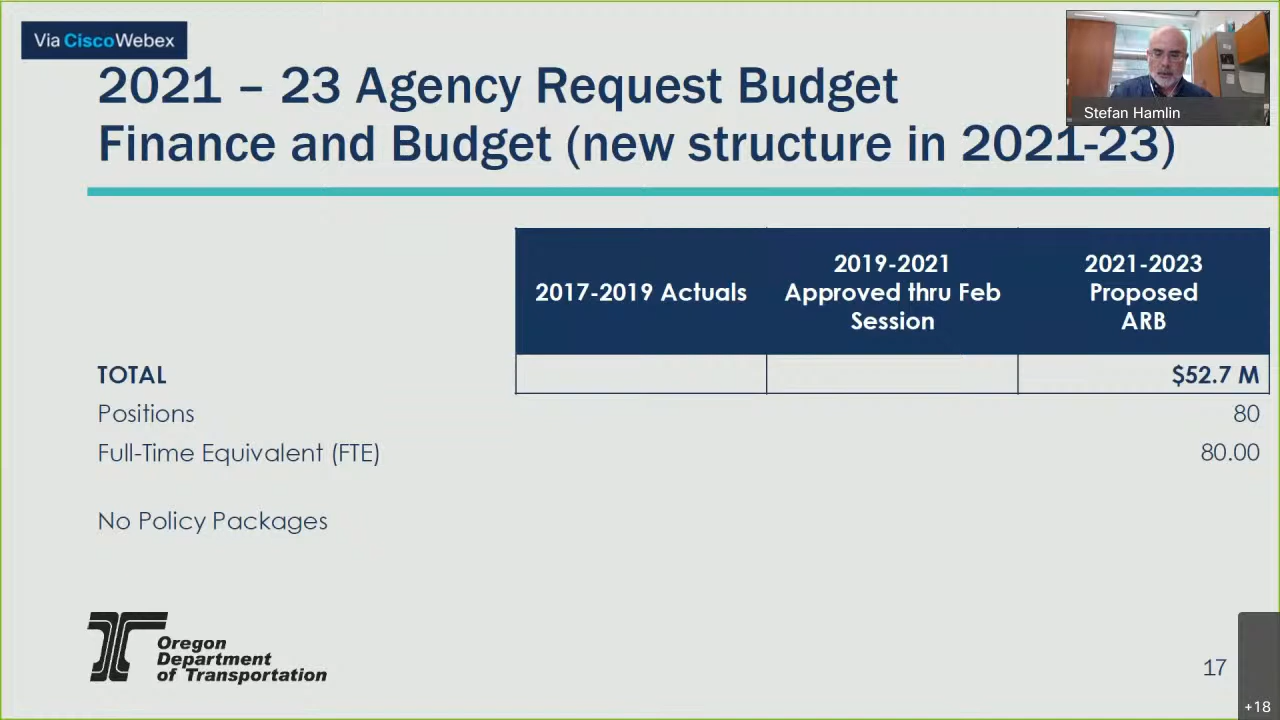 Via CiscoWebex
Stefan Hamlin
2021 – 23 Agency Request Budget
Finance and Budget (new structure in 2021-23)
2017-2019 Actuals
2019-2021
Approved thru Feb
Session
2021-2023
Proposed
ARB
TOTAL $52.7 M
Positions 80
Full-Time Equivalent (FTE) 80.00
No Policy Packages
Oregon
Department
of Transportation
17
+18